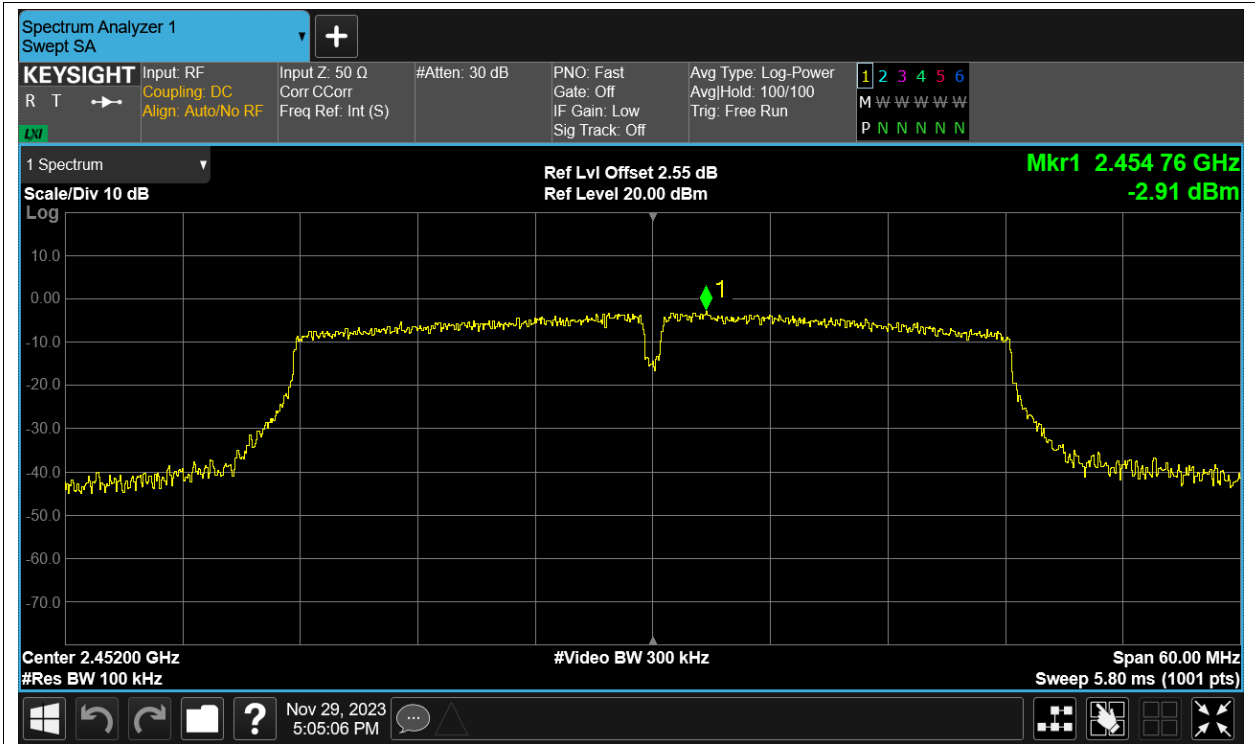 Spectrum Analyzer 1
Swept SA
KEYSIGHT
R T
LXI
Input: RF
Coupling: DC
Align: Auto/No RF
Input Z: 50 Ω
Corr CCorr
Freq Ref: Int (S)
#Atten: 30 dB
PNO: Fast
Gate: Off
IF Gain: Low
Sig Track: Off
Avg Type: Log-Power
Avg|Hold: 100/100
Trig: Free Run
1 2 3 4 5 6
M W W W W W
P N N N N N
1 Spectrum
Scale/Div 10 dB
Log
Ref Lvl Offset 2.55 dB
Ref Level 20.00 dBm
Mkr1 2.454 76 GHz
-2.91 dBm
1
10.0
0.00
-10.0
-20.0
-30.0
-40.0
-50.0
-60.0
-70.0
Center 2.45200 GHz
#Video BW 300 kHz
Span 60.00 MHz
#Res BW 100 kHz
Sweep 5.80 ms (1001 pts)
?
Nov 29, 2023
5:05:06 PM